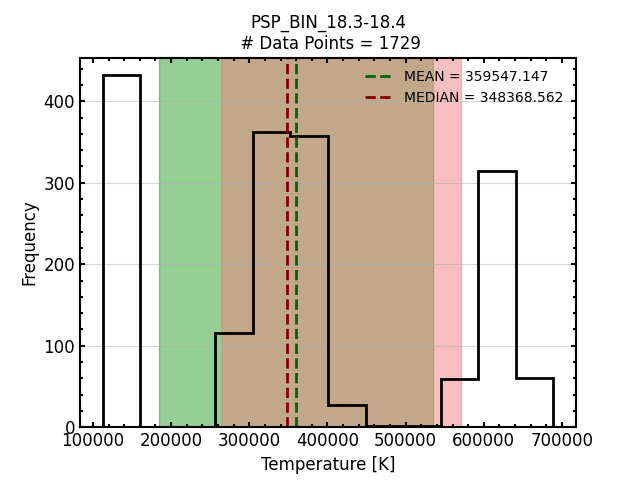 PSP_BIN_18.3-18.4
# Data Points = 1729
MEAN = 359547.147
MEDIAN = 348368.562
Frequency
400
300
200
100
0
100000 200000 300000 400000 500000 600000 700000
Temperature [K]